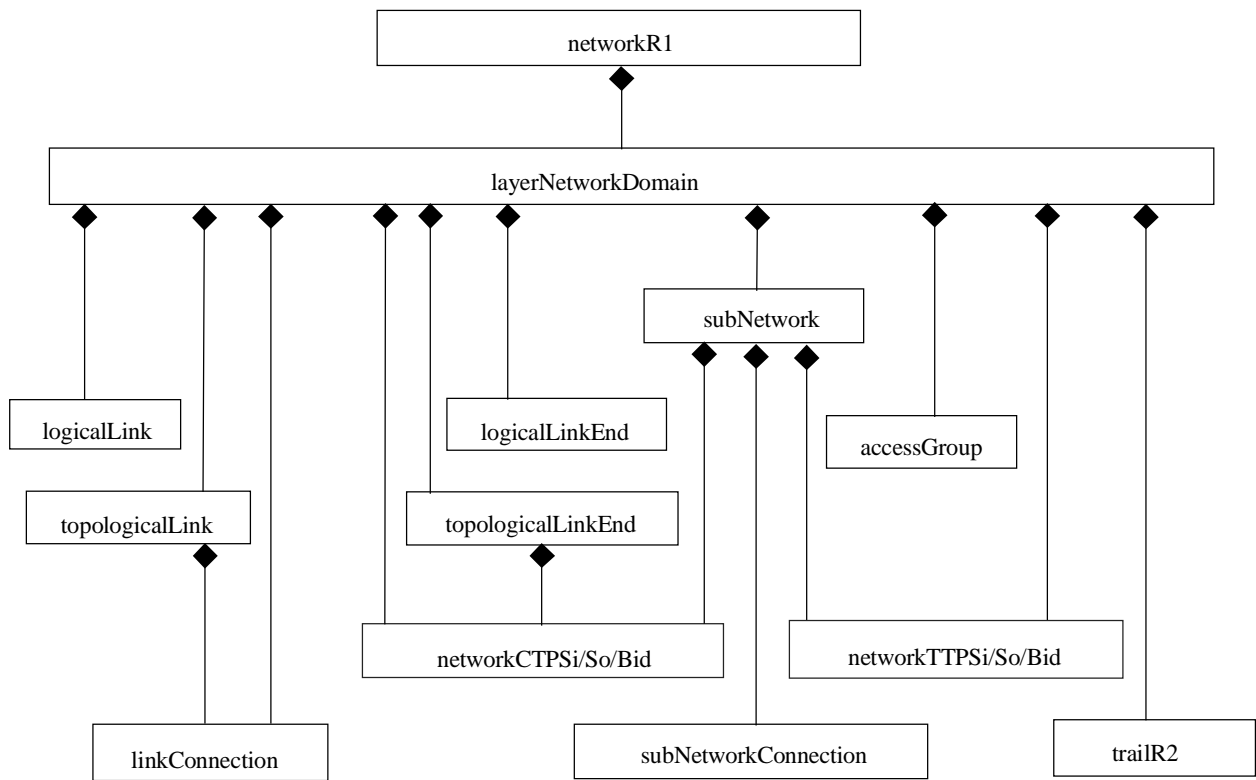 networkR1
layerNetworkDomain
subNetwork
logicalLink
logicalLinkEnd
accessGroup
topologicalLink
topologicalLinkEnd
networkCTPSi/So/Bid
networkTTPSi/So/Bid
linkConnection
subNetworkConnection
trailR2